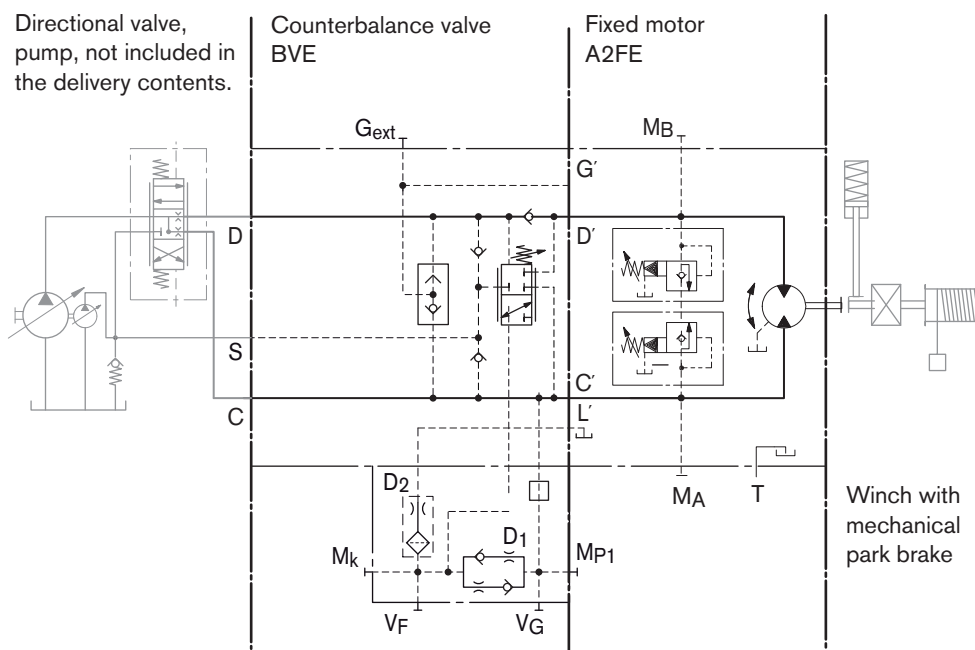 Directional valve,
pump, not included in
the delivery contents.
Counterbalance valve
BVE
Fixed motor
A2FE
Gext
MB
G′
D
D′
S
C′
C
L′
D2
MA
T
D1
Mk
MP1
VF
VG
Winch with
mechanical
park brake